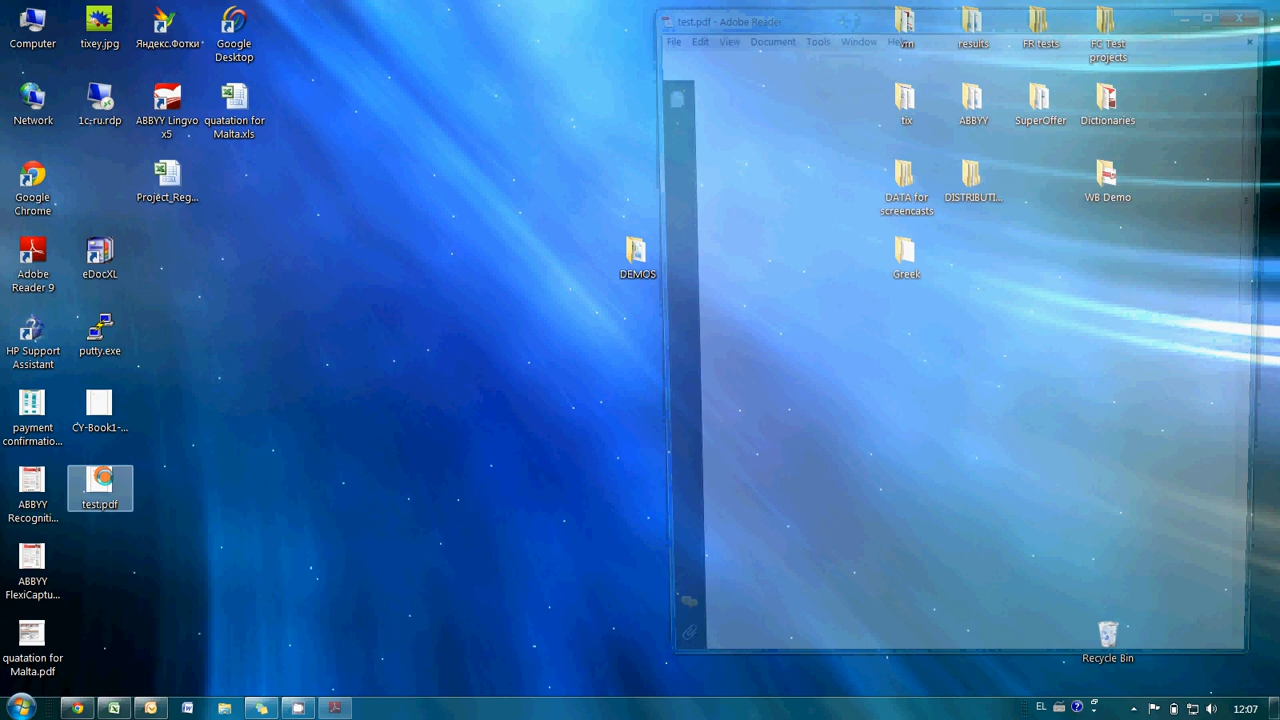 Computer
tixey.jpg
Яндекс.Фотки
Google
Desktop
Network
1c-ru.rdp
ABBYY Lingvo
x5
quatation for
Malta.xls
Google
Chrome
Project_Reg...
Adobe
Reader 9
eDocXL
HP Support
Assistant
putty.exe
payment
confirmatio...
CY-Book1-...
ABBYY
Recogniti...
test.pdf
ABBYY
FlexiCaptu...
quatation for
Malta.pdf
DEMOS
test.pdf - Adobe Reader
File Edit View Document Tools Window Help
vm
results
FR tests
FC Test
projects
tix
ABBYY
SuperOffer
Dictionaries
DATA for
screencasts
DISTRIBUTI...
WB Demo
Greek
Recycle Bin
EL
12:07